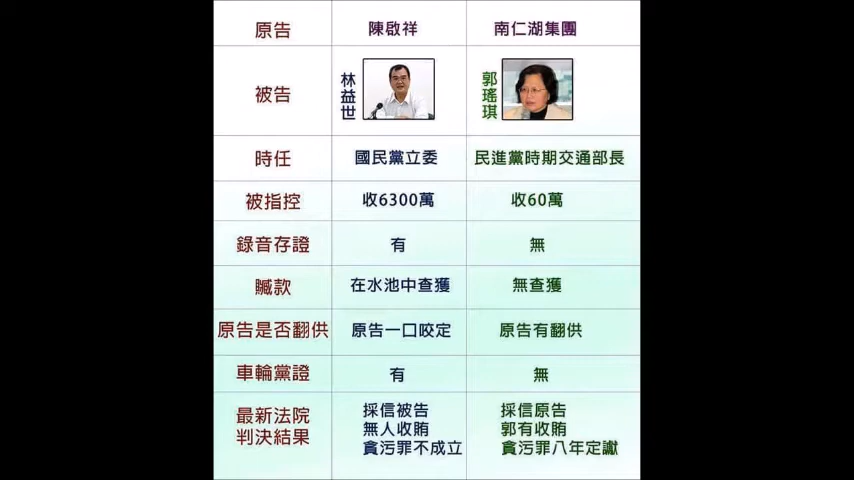 原告 陳啟祥 南仁湖集團
被告 林益世 郭瑤琪
時任 國民黨立委 民進黨時期交通部長
被指控 收6300萬 收60萬
錄音存證 有 無
贓款 在水池中查獲 無查獲
原告是否翻供 原告一口咬定 原告有翻供
車輪黨證 有 無
最新法院判決結果 採信被告 採信原告
無人收賄 郭有收賄
貪污罪不成立 貪污罪八年定讞